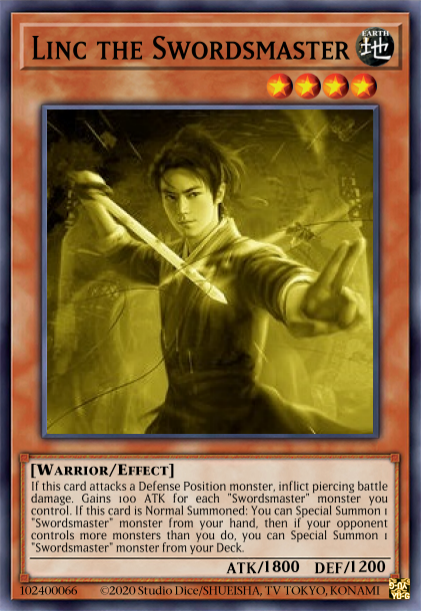 Linc the Swordsmaster
EARTH
地
[Warrior/Effect]
If this card attacks a Defense Position monster, inflict piercing battle
damage. Gains 100 ATK for each "Swordsmaster" monster you
control. If this card is Normal Summoned: You can Special Summon 1
"Swordsmaster" monster from your hand, then if your opponent
controls more monsters than you do, you can Special Summon 1
"Swordsmaster" monster from your Deck.
ATK/1800 DEF/1200
102400066 ©2020 Studio Dice/SHUEISHA, TV TOKYO, KONAMI